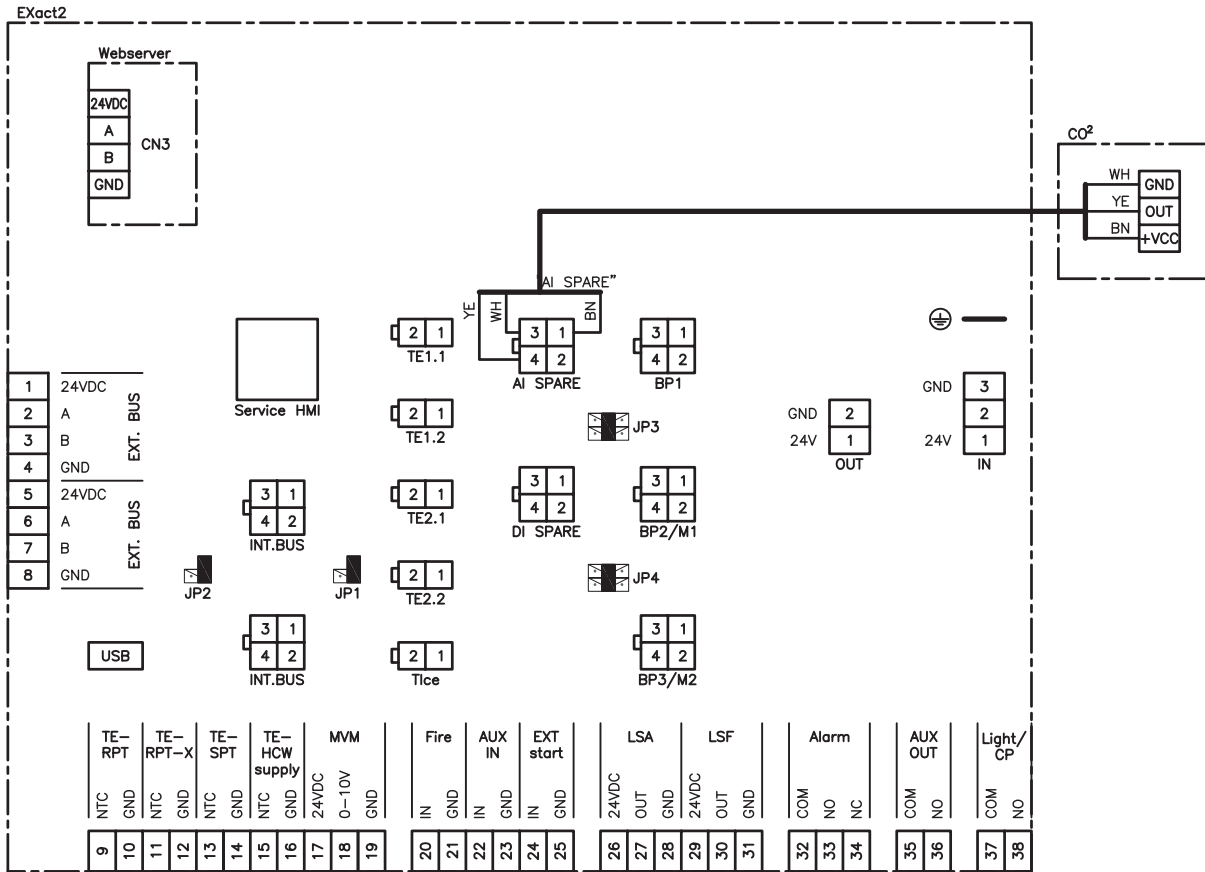 EXact2
Webserver
24VDC
A
B
GND
CN3
CO²
WH GND
YE OUT
BN +VCC
"AI SPARE"
YE
WH
BN
3 1
4 2
AI SPARE
3 1
4 2
BP1
2 1
TE1.1
Service HMI
1 24VDC
2 A
3 B
4 GND
EXT. BUS
5 24VDC
6 A
7 B
8 GND
EXT. BUS
2 1
TE1.2
JP3
GND 2
24V 1
OUT
GND 3
2
24V 1
IN
3 1
4 2
INT.BUS
2 1
TE2.1
3 1
4 2
DI SPARE
3 1
4 2
BP2/M1
JP2
JP1
2 1
TE2.2
JP4
USB
3 1
4 2
INT.BUS
2 1
TIce
3 1
4 2
BP3/M2
TE-
RPT
NTC
GND
9
10
TE-
RPT-X
NTC
GND
11
12
TE-
SPT
NTC
GND
13
14
TE-
HCW
supply
NTC
GND
15
16
MVM
24VDC
0-10V
GND
17
18
19
Fire
IN
GND
20
21
AUX
IN
IN
GND
22
23
EXT
start
IN
GND
24
25
LSA
24VDC
OUT
GND
26
27
28
LSF
24VDC
OUT
GND
29
30
31
Alarm
COM
NO
NC
32
33
34
AUX
OUT
COM
NO
35
36
Light/
CP
COM
NO
37
38